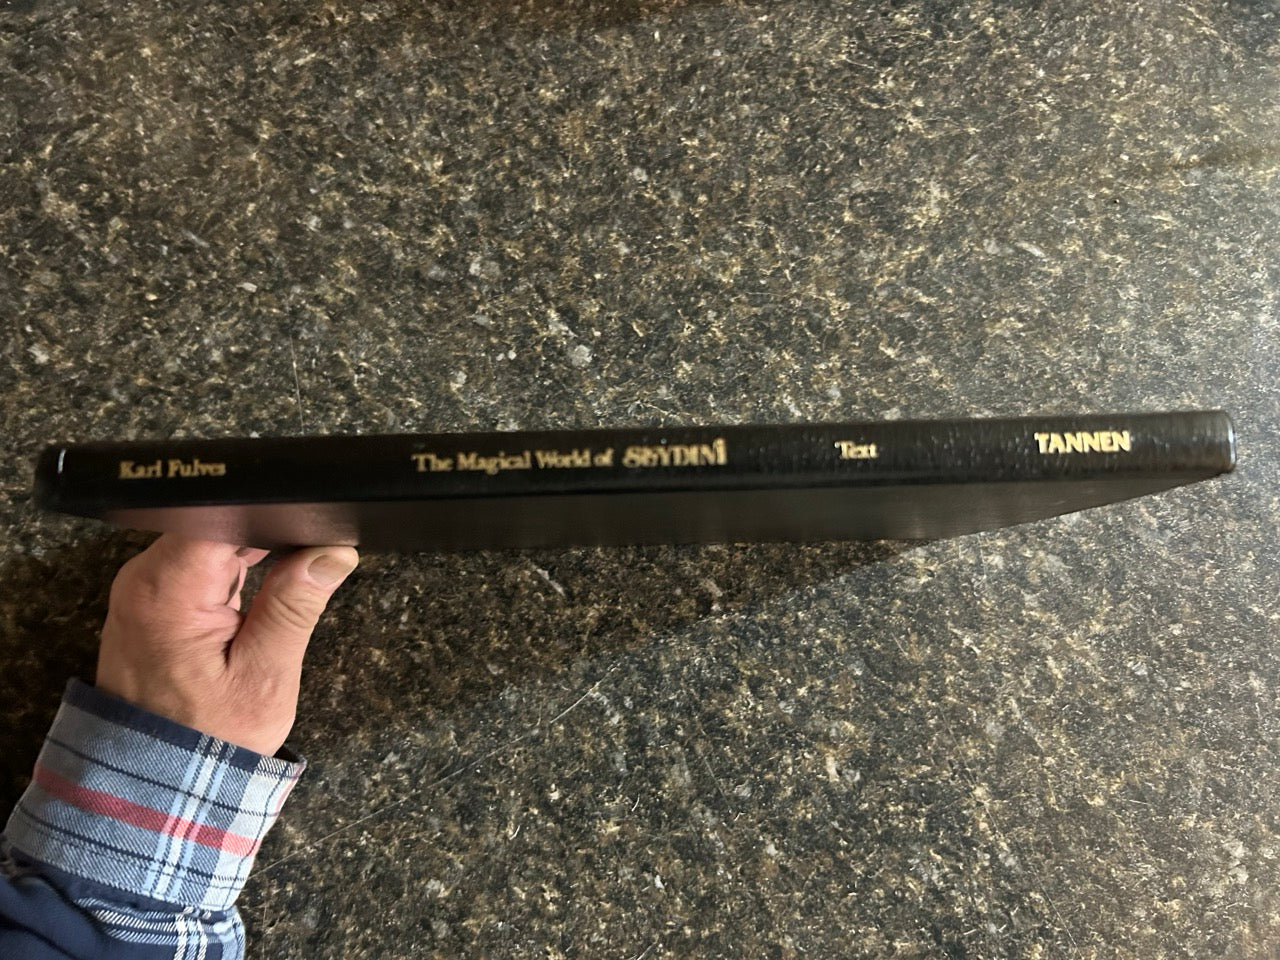 Karl Fulves The Magical World of SLYDINI Text TANNEN